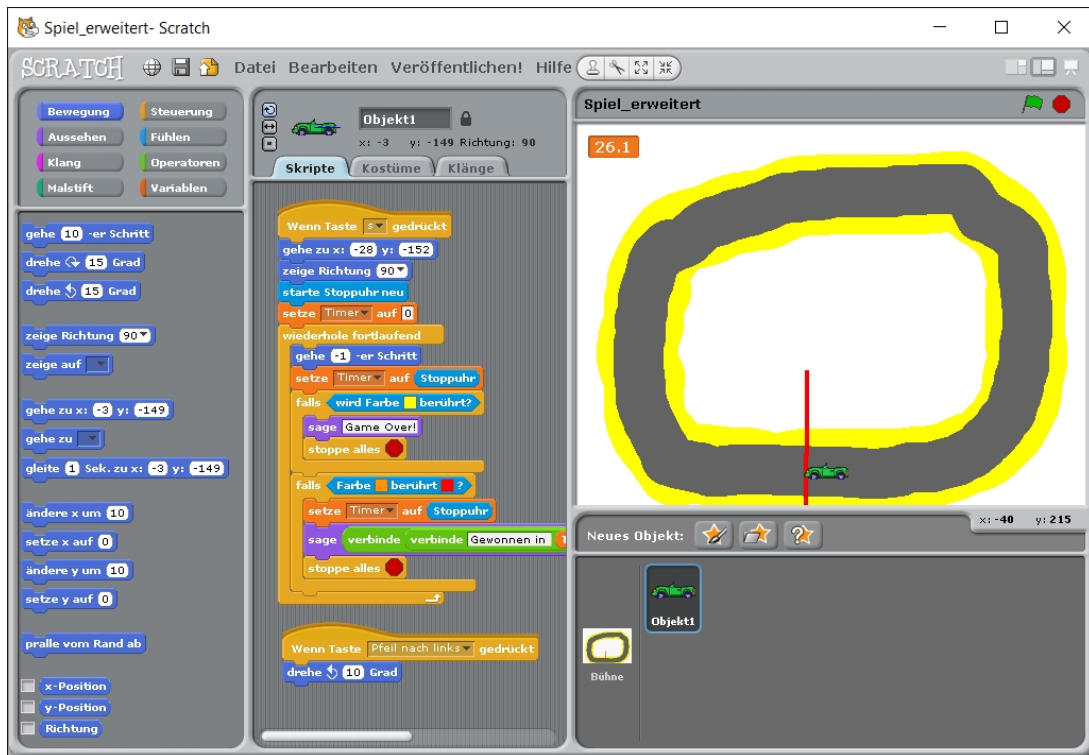 Spiel_erweitert- Scratch
SCRATCH Datei Bearbeiten Veröffentlichen! Hilfe
Bewegung Steuerung
Aussehen Fühlen
Klang Operatoren
Malstift Variablen
gehe 10 -er Schritt
drehe 15 Grad
drehe 15 Grad
zeige Richtung 90
zeige auf
gehe zu x: -3 y: -149
gehe zu
gleite 1 Sek. zu x: -3 y: -149
ändere x um 10
setze x auf 0
ändere y um 10
setze y auf 0
pralle vom Rand ab
x-Position
y-Position
Richtung
Objekt1
x: -3 y: -149 Richtung: 90
Skripte Kostüme Klänge
Wenn Taste s gedrückt
gehe zu x: -28 y: -152
zeige Richtung 90
starte Stoppuhr neu
setze Timer auf 0
wiederhole fortlaufend
gehe -1 -er Schritt
setze Timer auf Stoppuhr
falls wird Farbe berührt?
sage Game Over!
stoppe alles
falls Farbe berührt ?
setze Timer auf Stoppuhr
sage verbinde verbinde Gewonnen in
stoppe alles
Wenn Taste Pfeil nach links gedrückt
drehe 10 Grad
Spiel_erweitert
26.1
x: -40 y: 215
Neues Objekt:
Objekt1
Bühne